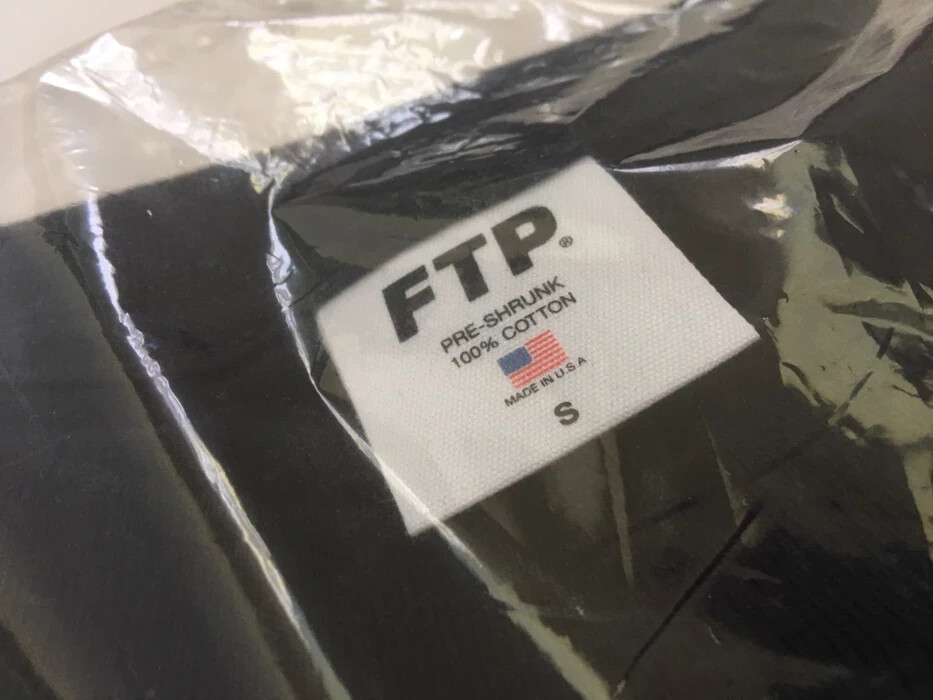 FTP®
PRE-SHRUNK
100% COTTON
MADE IN U.S.A
S